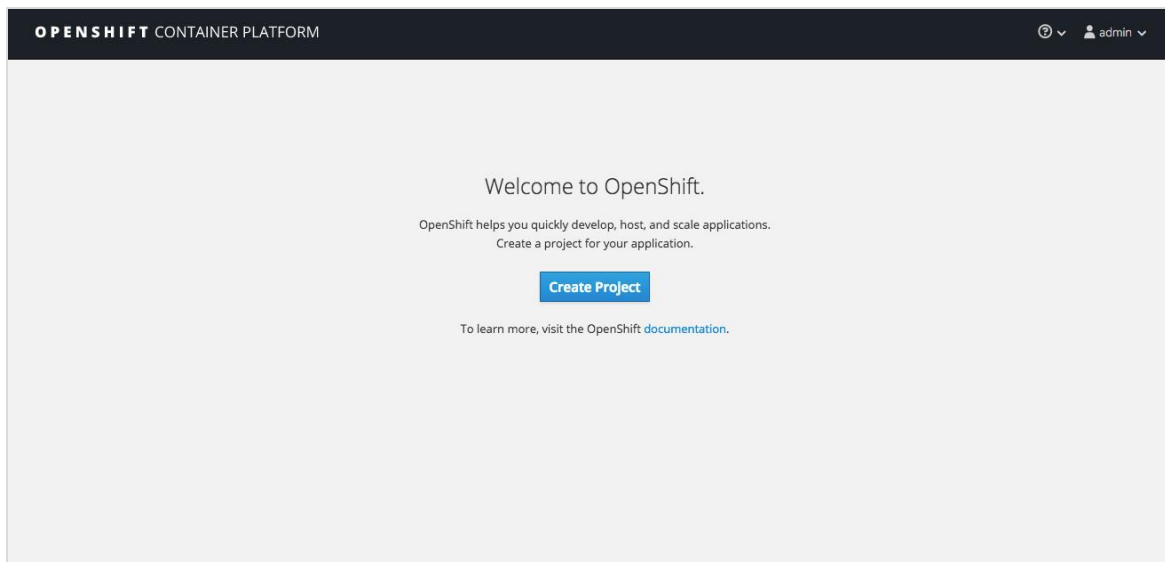 OPENSHIFT CONTAINER PLATFORM
admin
Welcome to OpenShift.
OpenShift helps you quickly develop, host, and scale applications.
Create a project for your application.
Create Project
To learn more, visit the OpenShift documentation.